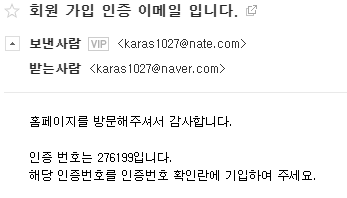 회원 가입 인증 이메일 입니다.
보낸사람 VIP <karas1027@nate.com>
받는사람 <karas1027@naver.com>
홈페이지를 방문해주셔서 감사합니다.
인증 번호는 276199입니다.
해당 인증번호를 인증번호 확인란에 기입하여 주세요.